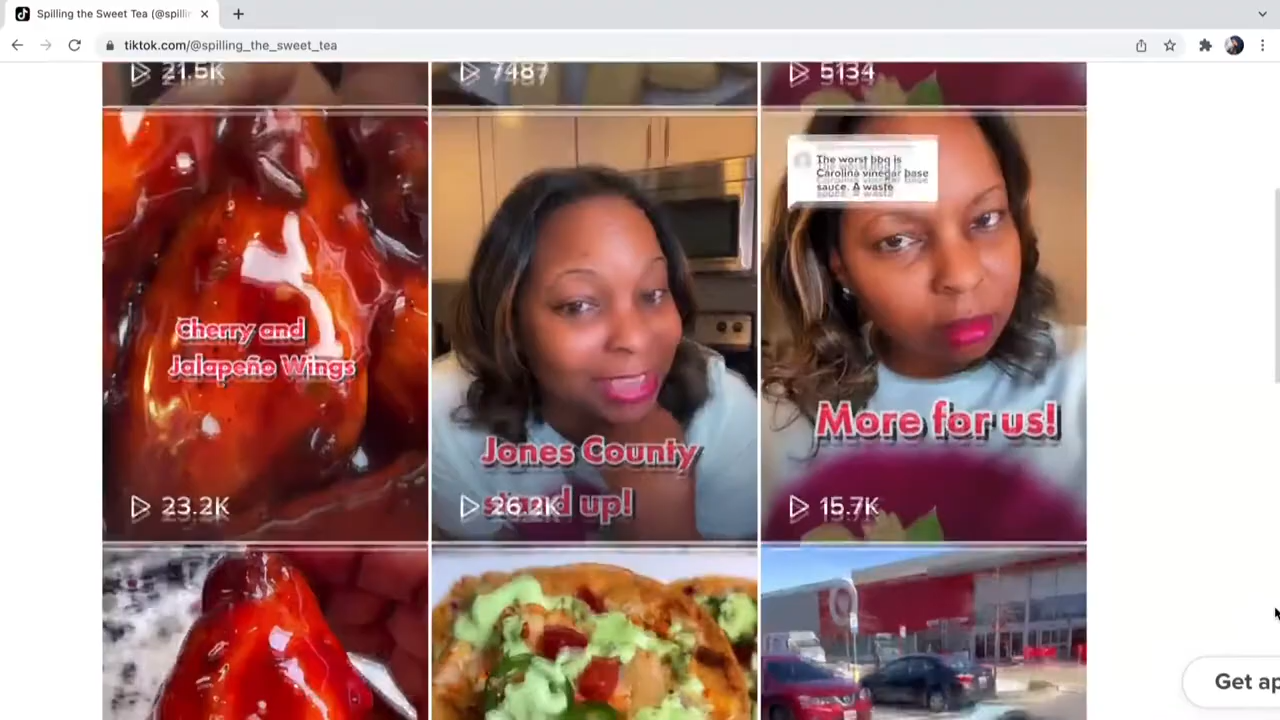 Spilling the Sweet Tea (@spillin
tiktok.com/@spilling_the_sweet_tea
21.5K
7487
5134
The worst bbq is
Carolina vinegar base
sauce. A waste
Cherry and
Jalapeñe Wings
Jones County
stand up!
More for us!
23.2K
26.2K
15.7K
Get ap